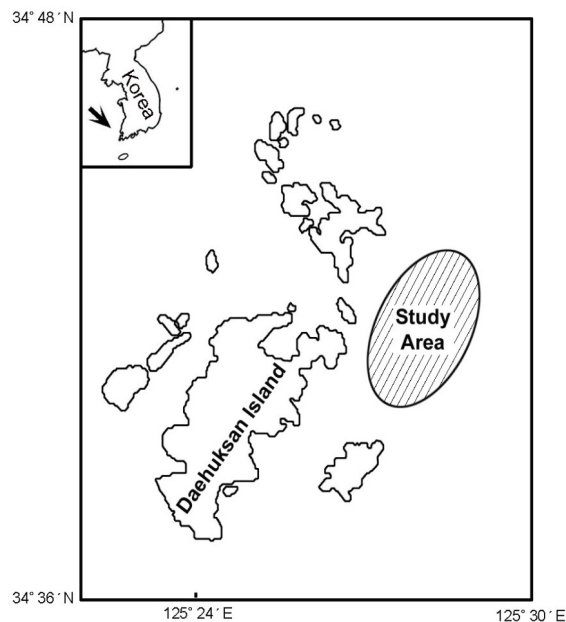 34° 48´N
Korea
Study
Area
Daehuksan Island
34° 36´N
125° 24´E
125° 30´E